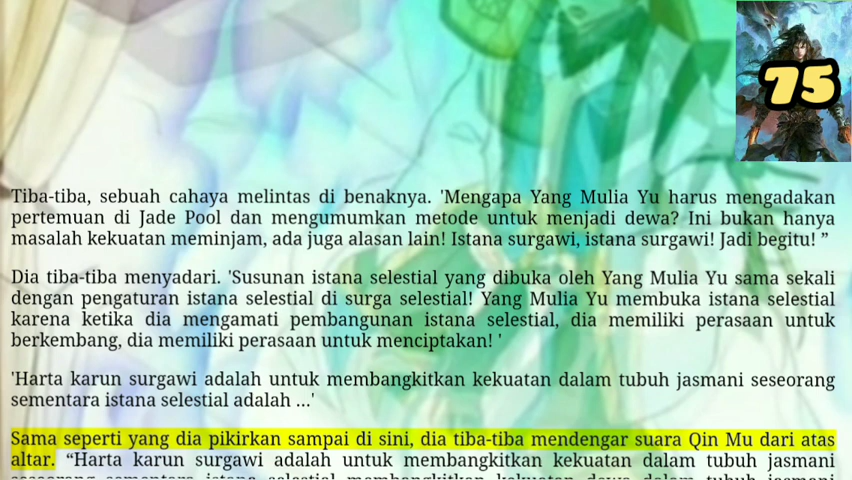 75
Tiba-tiba, sebuah cahaya melintas di benaknya. 'Mengapa Yang Mulia Yu harus mengadakan
pertemuan di Jade Pool dan mengumumkan metode untuk menjadi dewa? Ini bukan hanya
masalah kekuatan meminjam, ada juga alasan lain! Istana surgawi, istana surgawi! Jadi begitu! ”
Dia tiba-tiba menyadari. 'Susunan istana selestial yang dibuka oleh Yang Mulia Yu sama sekali
dengan pengaturan istana selestial di surga selestial! Yang Mulia Yu membuka istana selestial
karena ketika dia mengamati pembangunan istana selestial, dia memiliki perasaan untuk
berkembang, dia memiliki perasaan untuk menciptakan! '
'Harta karun surgawi adalah untuk membangkitkan kekuatan dalam tubuh jasmani seseorang
sementara istana selestial adalah ...'
Sama seperti yang dia pikirkan sampai di sini, dia tiba-tiba mendengar suara Qin Mu dari atas
altar. “Harta karun surgawi adalah untuk membangkitkan kekuatan dalam tubuh jasmani